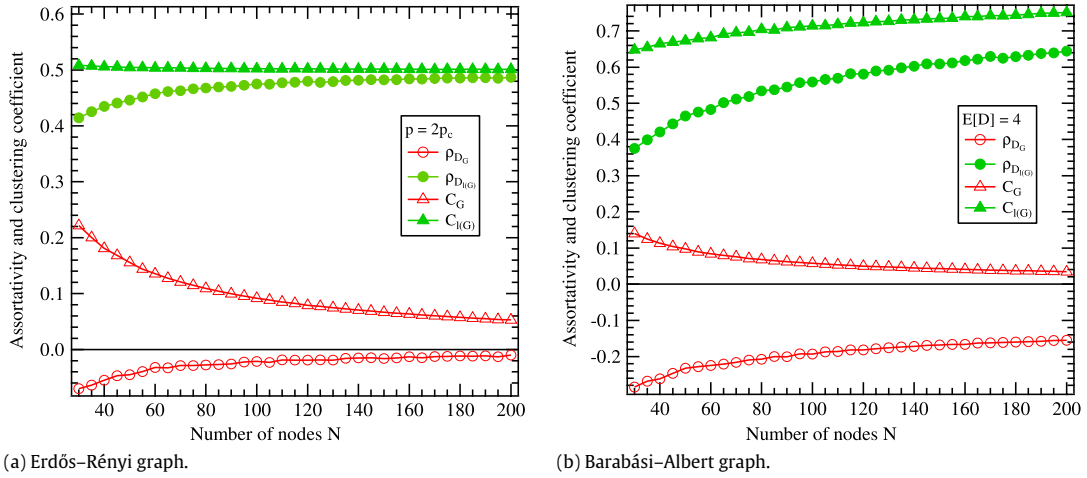 0.6
0.5
0.4
0.3
0.2
0.1
0.0
Assortativity and clustering coefficient
p = 2p_c
ρ_{D_G}
ρ_{D_{l(G)}}
C_G
C_{l(G)}
40 60 80 100 120 140 160 180 200
Number of nodes N
(a) Erdős–Rényi graph.
0.7
0.6
0.5
0.4
0.3
0.2
0.1
0.0
-0.1
-0.2
Assortativity and clustering coefficient
E[D] = 4
ρ_{D_G}
ρ_{D_{l(G)}}
C_G
C_{l(G)}
40 60 80 100 120 140 160 180 200
Number of nodes N
(b) Barabási–Albert graph.